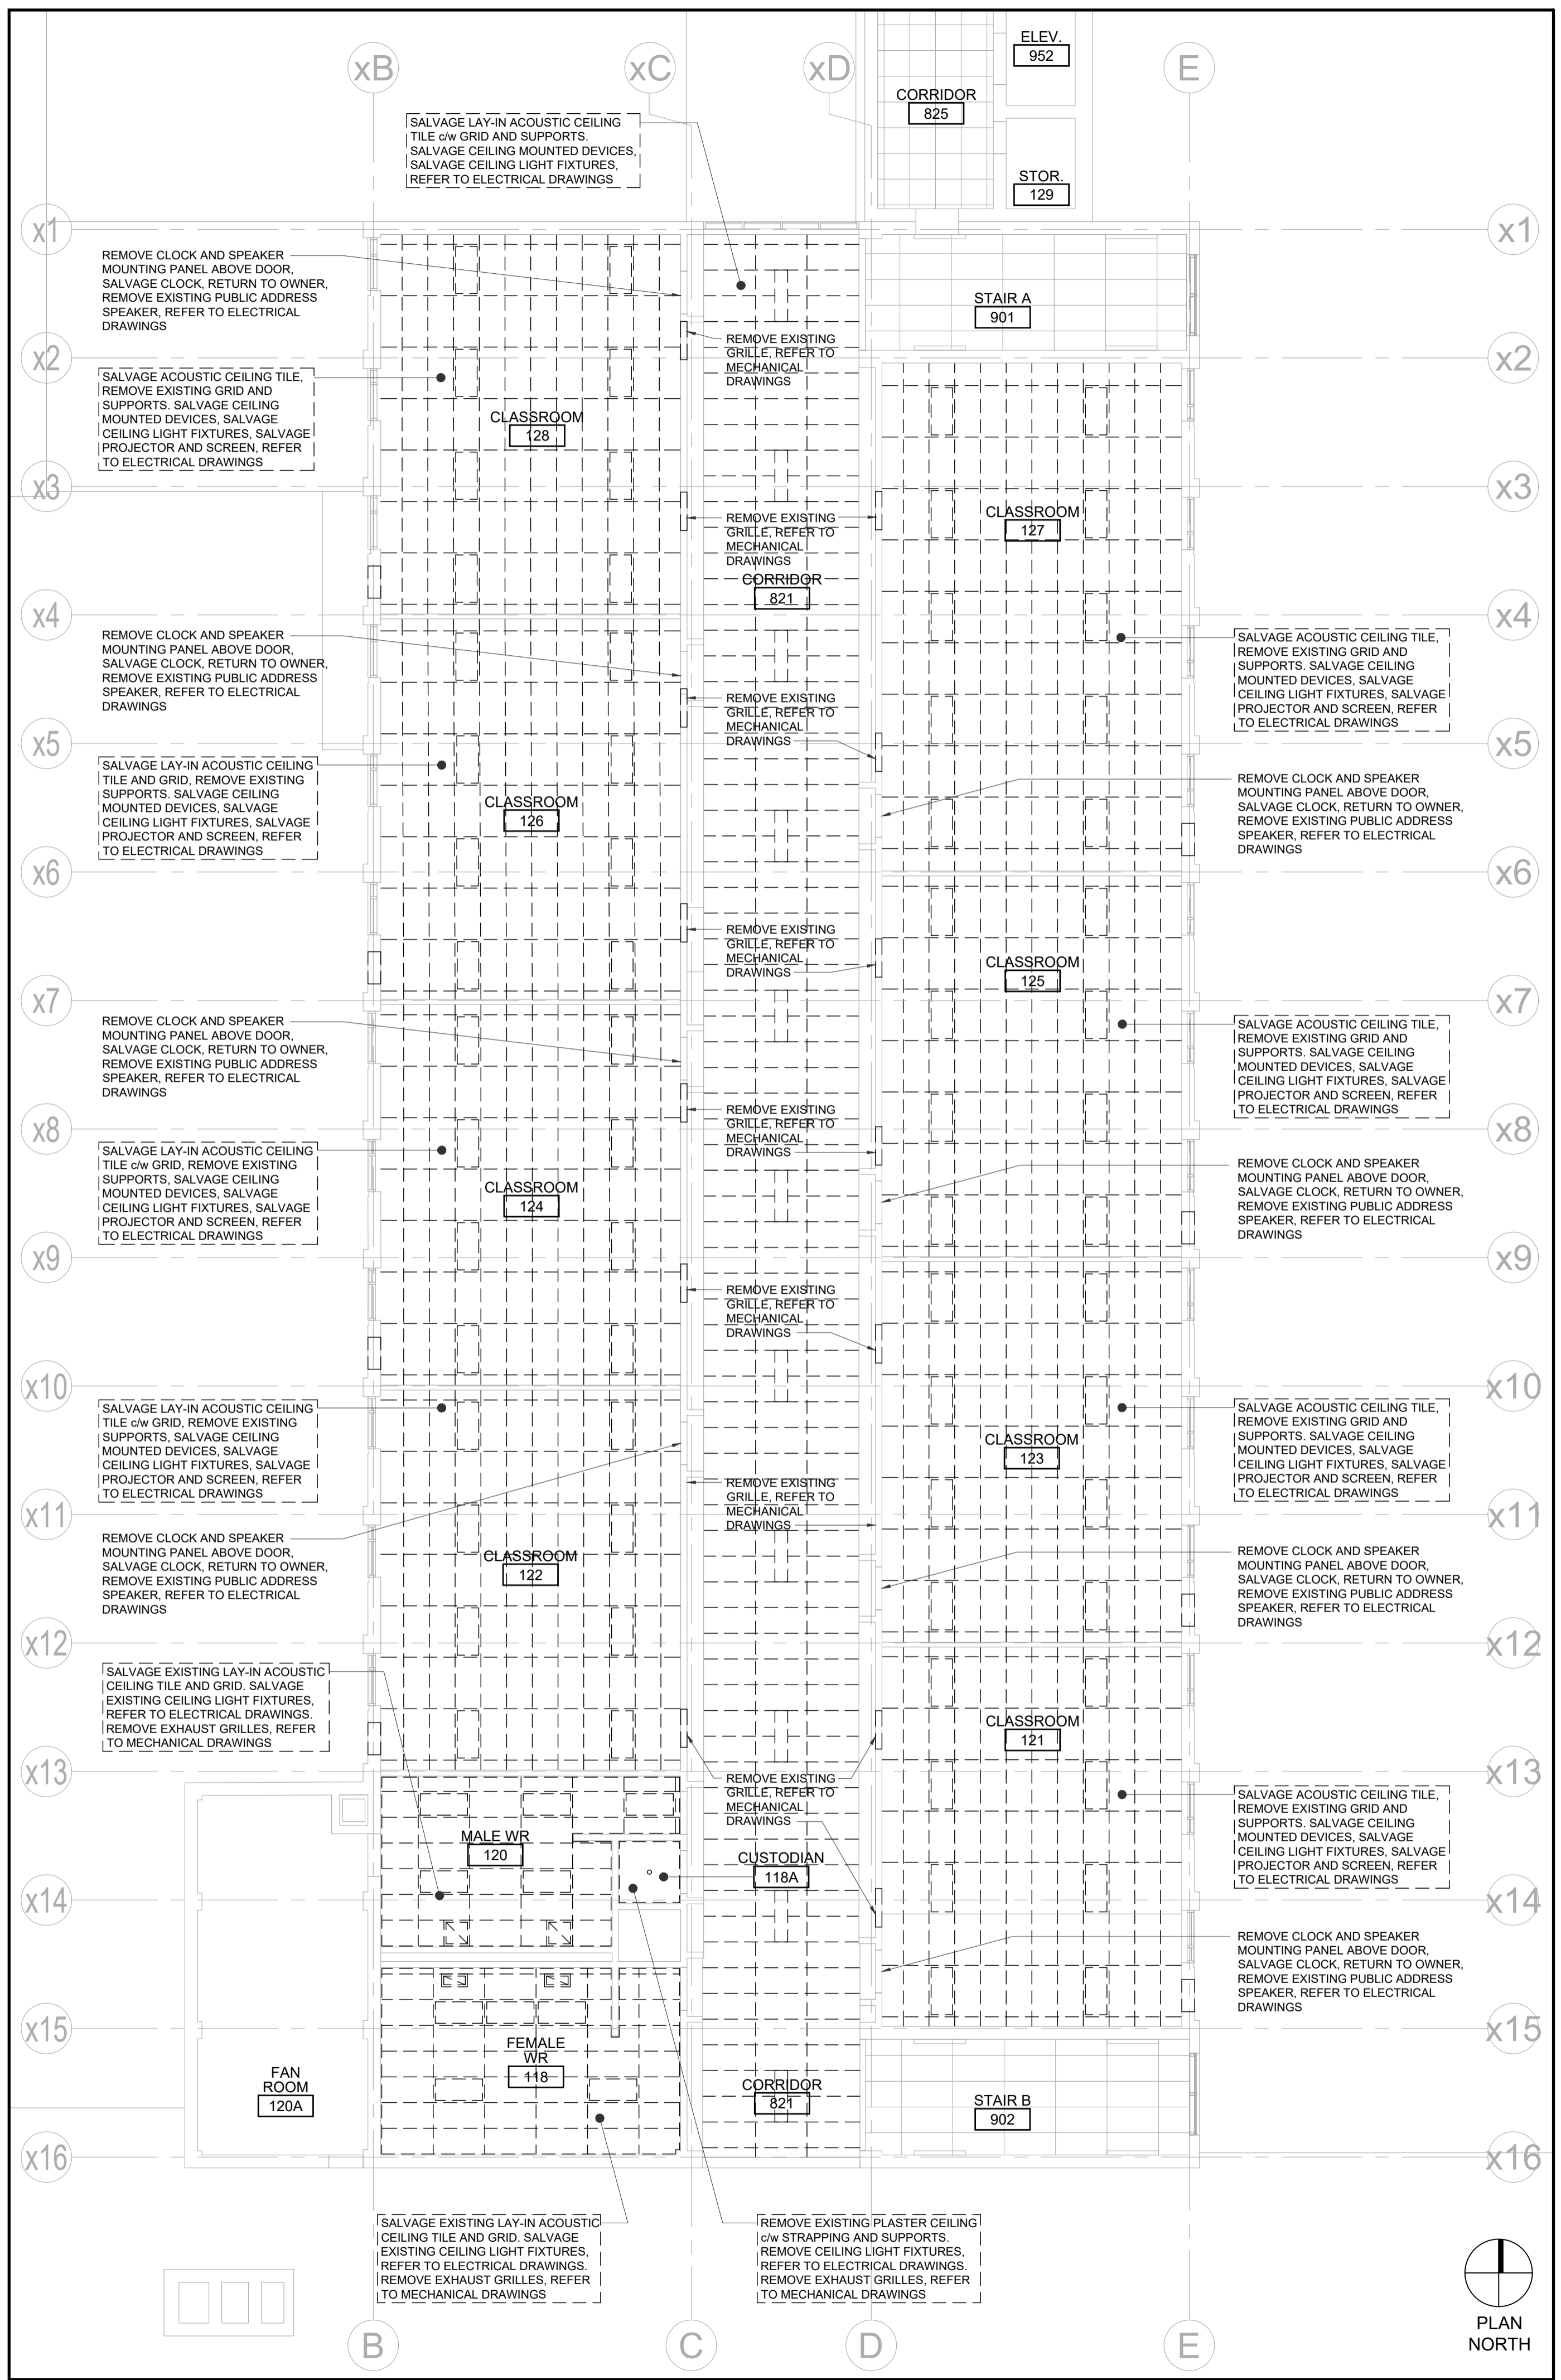 xB
xC
xD
E
ELEV.
952
CORRIDOR
825
STOR.
129
SALVAGE LAY-IN ACOUSTIC CEILING
TILE c/w GRID AND SUPPORTS.
SALVAGE CEILING MOUNTED DEVICES,
SALVAGE CEILING LIGHT FIXTURES,
REFER TO ELECTRICAL DRAWINGS
x1
x1
REMOVE CLOCK AND SPEAKER
MOUNTING PANEL ABOVE DOOR,
SALVAGE CLOCK, RETURN TO OWNER,
REMOVE EXISTING PUBLIC ADDRESS
SPEAKER, REFER TO ELECTRICAL
DRAWINGS
STAIR A
901
REMOVE EXISTING
GRILLE, REFER TO
MECHANICAL
DRAWINGS
x2
x2
SALVAGE ACOUSTIC CEILING TILE,
REMOVE EXISTING GRID AND
SUPPORTS. SALVAGE CEILING
MOUNTED DEVICES, SALVAGE
CEILING LIGHT FIXTURES, SALVAGE
PROJECTOR AND SCREEN, REFER
TO ELECTRICAL DRAWINGS
CLASSROOM
128
x3
x3
REMOVE EXISTING
GRILLE, REFER TO
MECHANICAL
DRAWINGS
CLASSROOM
127
CORRIDOR
821
x4
x4
REMOVE CLOCK AND SPEAKER
MOUNTING PANEL ABOVE DOOR,
SALVAGE CLOCK, RETURN TO OWNER,
REMOVE EXISTING PUBLIC ADDRESS
SPEAKER, REFER TO ELECTRICAL
DRAWINGS
SALVAGE ACOUSTIC CEILING TILE,
REMOVE EXISTING GRID AND
SUPPORTS. SALVAGE CEILING
MOUNTED DEVICES, SALVAGE
CEILING LIGHT FIXTURES, SALVAGE
PROJECTOR AND SCREEN, REFER
TO ELECTRICAL DRAWINGS
REMOVE EXISTING
GRILLE, REFER TO
MECHANICAL
DRAWINGS
x5
x5
SALVAGE LAY-IN ACOUSTIC CEILING
TILE AND GRID, REMOVE EXISTING
SUPPORTS. SALVAGE CEILING
MOUNTED DEVICES, SALVAGE
CEILING LIGHT FIXTURES, SALVAGE
PROJECTOR AND SCREEN, REFER
TO ELECTRICAL DRAWINGS
CLASSROOM
126
REMOVE CLOCK AND SPEAKER
MOUNTING PANEL ABOVE DOOR,
SALVAGE CLOCK, RETURN TO OWNER,
REMOVE EXISTING PUBLIC ADDRESS
SPEAKER, REFER TO ELECTRICAL
DRAWINGS
x6
x6
REMOVE EXISTING
GRILLE, REFER TO
MECHANICAL
DRAWINGS
CLASSROOM
125
x7
x7
REMOVE CLOCK AND SPEAKER
MOUNTING PANEL ABOVE DOOR,
SALVAGE CLOCK, RETURN TO OWNER,
REMOVE EXISTING PUBLIC ADDRESS
SPEAKER, REFER TO ELECTRICAL
DRAWINGS
SALVAGE ACOUSTIC CEILING TILE,
REMOVE EXISTING GRID AND
SUPPORTS. SALVAGE CEILING
MOUNTED DEVICES, SALVAGE
CEILING LIGHT FIXTURES, SALVAGE
PROJECTOR AND SCREEN, REFER
TO ELECTRICAL DRAWINGS
REMOVE EXISTING
GRILLE, REFER TO
MECHANICAL
DRAWINGS
x8
x8
SALVAGE LAY-IN ACOUSTIC CEILING
TILE c/w GRID, REMOVE EXISTING
SUPPORTS, SALVAGE CEILING
MOUNTED DEVICES, SALVAGE
CEILING LIGHT FIXTURES, SALVAGE
PROJECTOR AND SCREEN, REFER
TO ELECTRICAL DRAWINGS
CLASSROOM
124
REMOVE CLOCK AND SPEAKER
MOUNTING PANEL ABOVE DOOR,
SALVAGE CLOCK, RETURN TO OWNER,
REMOVE EXISTING PUBLIC ADDRESS
SPEAKER, REFER TO ELECTRICAL
DRAWINGS
x9
x9
REMOVE EXISTING
GRILLE, REFER TO
MECHANICAL
DRAWINGS
x10
x10
SALVAGE LAY-IN ACOUSTIC CEILING
TILE c/w GRID, REMOVE EXISTING
SUPPORTS, SALVAGE CEILING
MOUNTED DEVICES, SALVAGE
CEILING LIGHT FIXTURES, SALVAGE
PROJECTOR AND SCREEN, REFER
TO ELECTRICAL DRAWINGS
CLASSROOM
123
SALVAGE ACOUSTIC CEILING TILE,
REMOVE EXISTING GRID AND
SUPPORTS. SALVAGE CEILING
MOUNTED DEVICES, SALVAGE
CEILING LIGHT FIXTURES, SALVAGE
PROJECTOR AND SCREEN, REFER
TO ELECTRICAL DRAWINGS
REMOVE EXISTING
GRILLE, REFER TO
MECHANICAL
DRAWINGS
x11
x11
REMOVE CLOCK AND SPEAKER
MOUNTING PANEL ABOVE DOOR,
SALVAGE CLOCK, RETURN TO OWNER,
REMOVE EXISTING PUBLIC ADDRESS
SPEAKER, REFER TO ELECTRICAL
DRAWINGS
CLASSROOM
122
REMOVE CLOCK AND SPEAKER
MOUNTING PANEL ABOVE DOOR,
SALVAGE CLOCK, RETURN TO OWNER,
REMOVE EXISTING PUBLIC ADDRESS
SPEAKER, REFER TO ELECTRICAL
DRAWINGS
x12
x12
SALVAGE EXISTING LAY-IN ACOUSTIC
CEILING TILE AND GRID. SALVAGE
EXISTING CEILING LIGHT FIXTURES,
REFER TO ELECTRICAL DRAWINGS.
REMOVE EXHAUST GRILLES, REFER
TO MECHANICAL DRAWINGS
CLASSROOM
121
x13
x13
REMOVE EXISTING
GRILLE, REFER TO
MECHANICAL
DRAWINGS
SALVAGE ACOUSTIC CEILING TILE,
REMOVE EXISTING GRID AND
SUPPORTS. SALVAGE CEILING
MOUNTED DEVICES, SALVAGE
CEILING LIGHT FIXTURES, SALVAGE
PROJECTOR AND SCREEN, REFER
TO ELECTRICAL DRAWINGS
MALE WR
120
CUSTODIAN
118A
x14
x14
REMOVE CLOCK AND SPEAKER
MOUNTING PANEL ABOVE DOOR,
SALVAGE CLOCK, RETURN TO OWNER,
REMOVE EXISTING PUBLIC ADDRESS
SPEAKER, REFER TO ELECTRICAL
DRAWINGS
x15
x15
FEMALE
WR
118
FAN
ROOM
120A
CORRIDOR
821
STAIR B
902
x16
x16
SALVAGE EXISTING LAY-IN ACOUSTIC
CEILING TILE AND GRID. SALVAGE
EXISTING CEILING LIGHT FIXTURES,
REFER TO ELECTRICAL DRAWINGS.
REMOVE EXHAUST GRILLES, REFER
TO MECHANICAL DRAWINGS
REMOVE EXISTING PLASTER CEILING
c/w STRAPPING AND SUPPORTS.
REMOVE CEILING LIGHT FIXTURES,
REFER TO ELECTRICAL DRAWINGS.
REMOVE EXHAUST GRILLES, REFER
TO MECHANICAL DRAWINGS
B
C
D
E
PLAN
NORTH